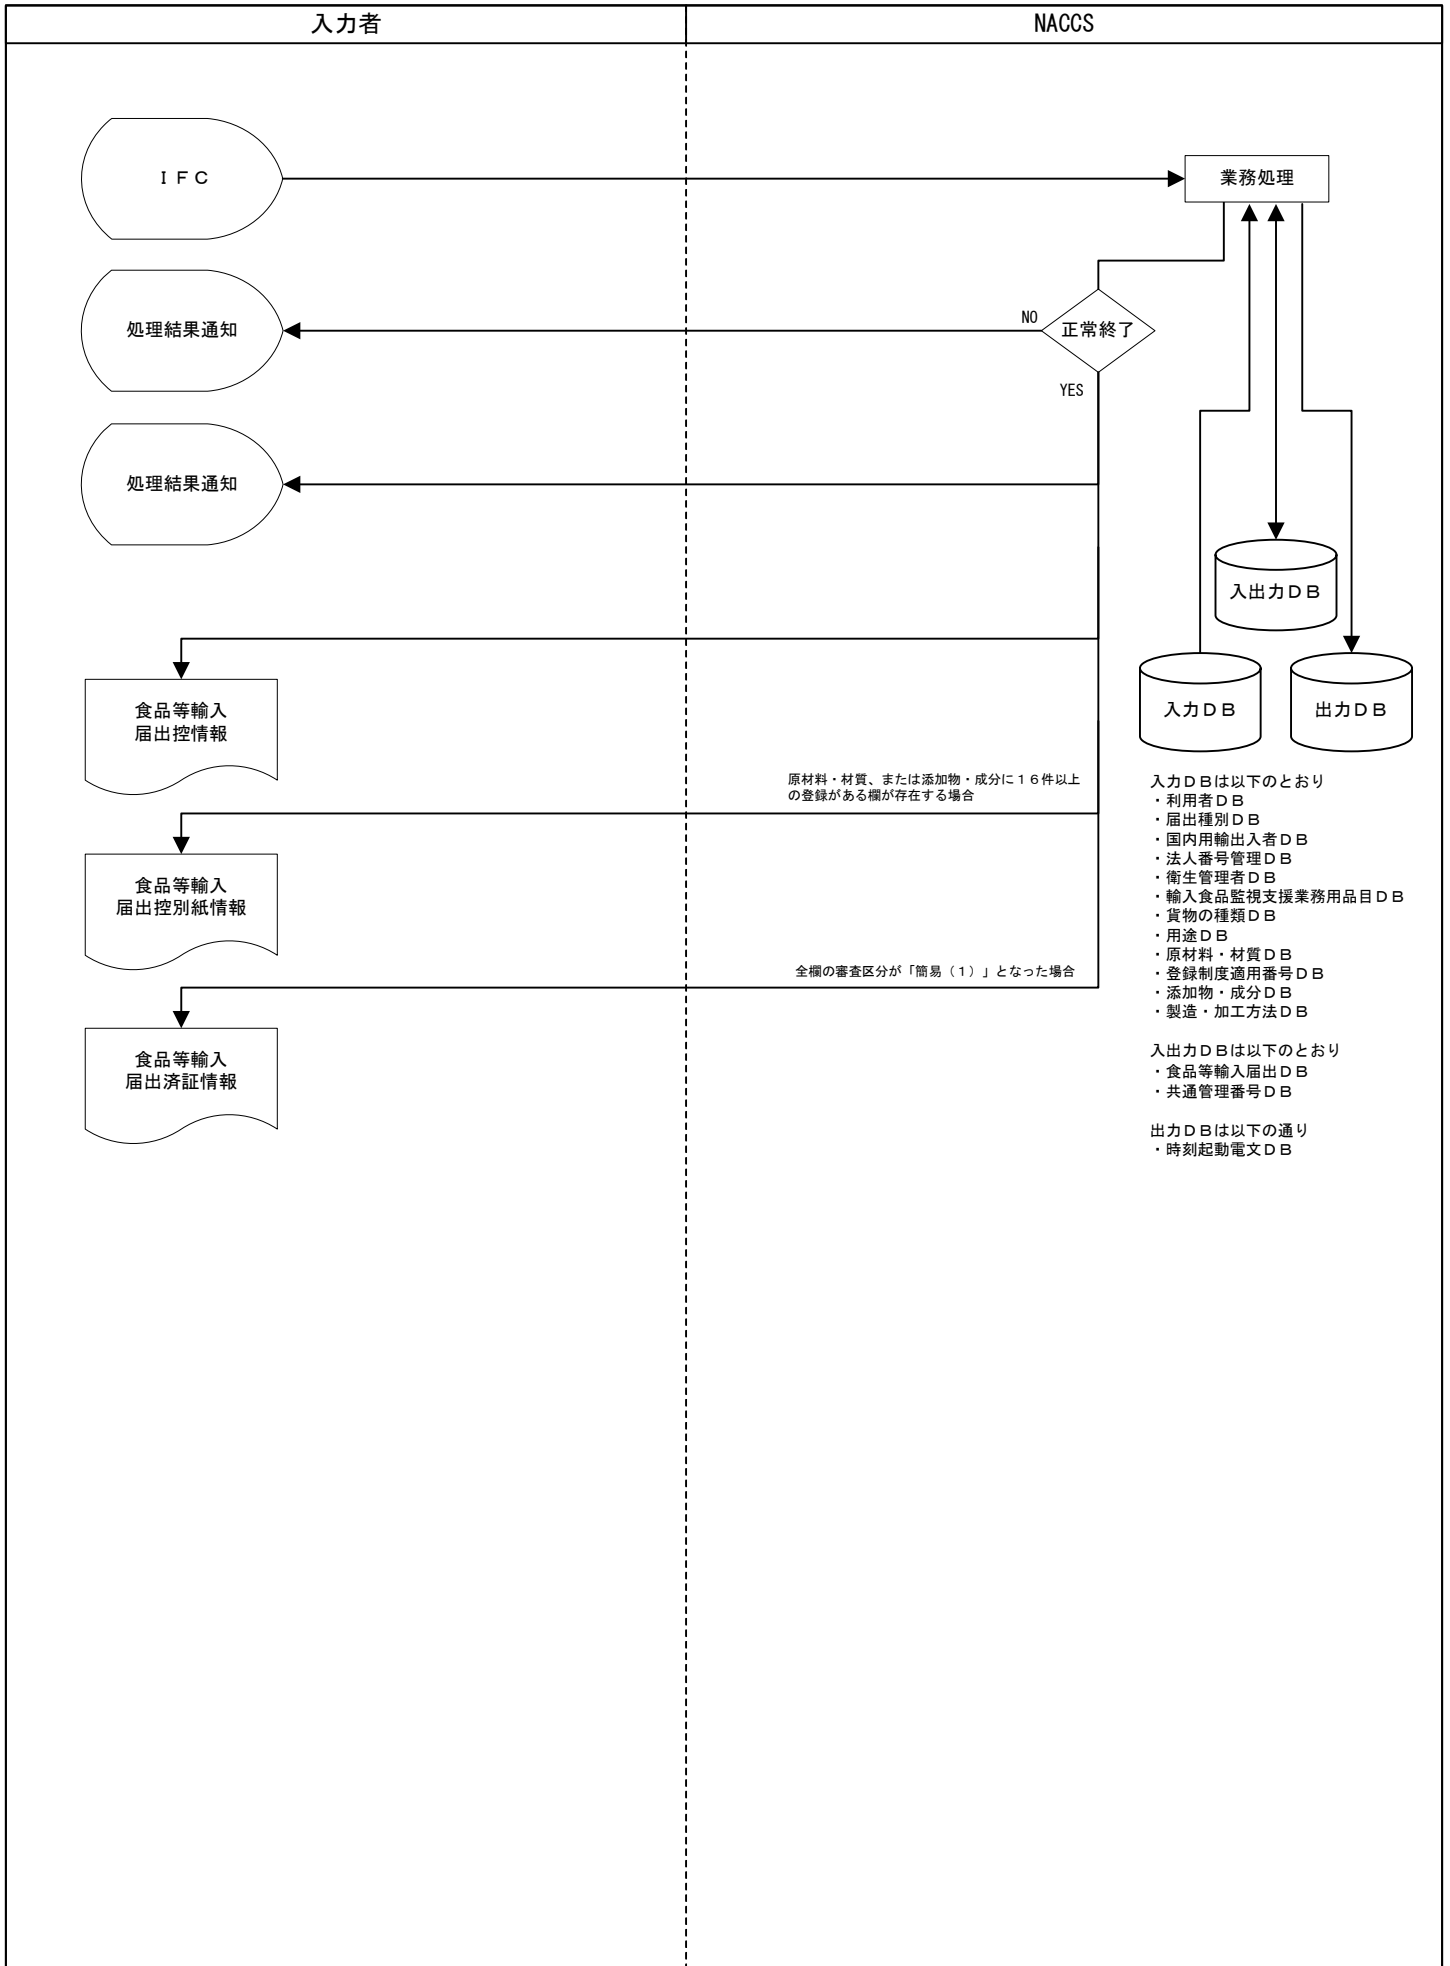 入力者
NACCS
ＩＦＣ
業務処理
処理結果通知
NO
正常終了
YES
処理結果通知
入出力ＤＢ
入力ＤＢ
出力ＤＢ
食品等輸入
届出控情報
原材料・材質、または添加物・成分に１６件以上
の登録がある欄が存在する場合
食品等輸入
届出控別紙情報
全欄の審査区分が「簡易（１）」となった場合
食品等輸入
届出済証情報
入力ＤＢは以下のとおり
・利用者ＤＢ
・届出種別ＤＢ
・国内用輸出入者ＤＢ
・法人番号管理ＤＢ
・衛生管理者ＤＢ
・輸入食品監視支援業務用品目ＤＢ
・貨物の種類ＤＢ
・用途ＤＢ
・原材料・材質ＤＢ
・登録制度適用番号ＤＢ
・添加物・成分ＤＢ
・製造・加工方法ＤＢ
入出力ＤＢは以下のとおり
・食品等輸入届出ＤＢ
・共通管理番号ＤＢ
出力ＤＢは以下の通り
・時刻起動電文ＤＢ